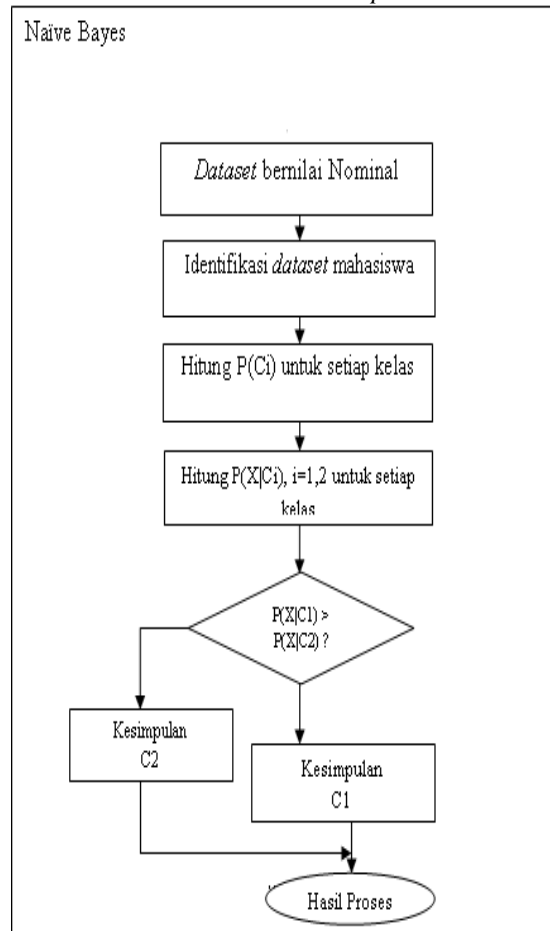 Naïve Bayes
Dataset bernilai Nominal
Identifikasi dataset mahasiswa
Hitung P(Ci) untuk setiap kelas
Hitung P(X|Ci), i=1,2 untuk setiap
kelas
P(X|C1) >
P(X|C2) ?
Kesimpulan
C2
Kesimpulan
C1
Hasil Proses